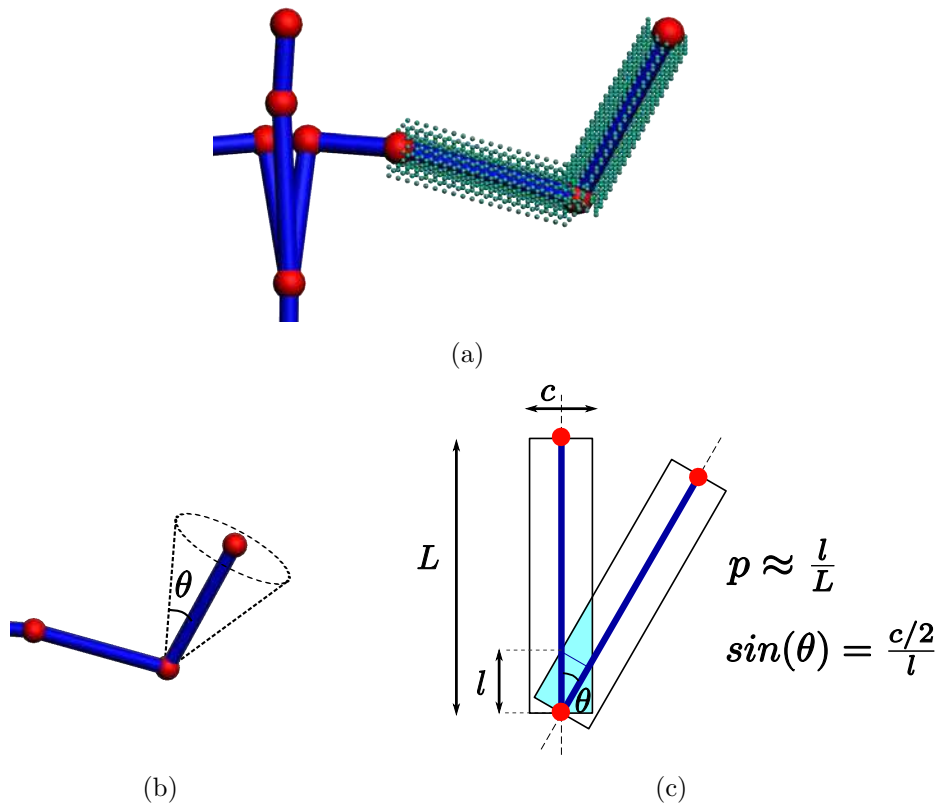 (a)
θ
(b)
c
L
l
θ
p ≈ l/L
sin(θ) = c/2/l
(c)